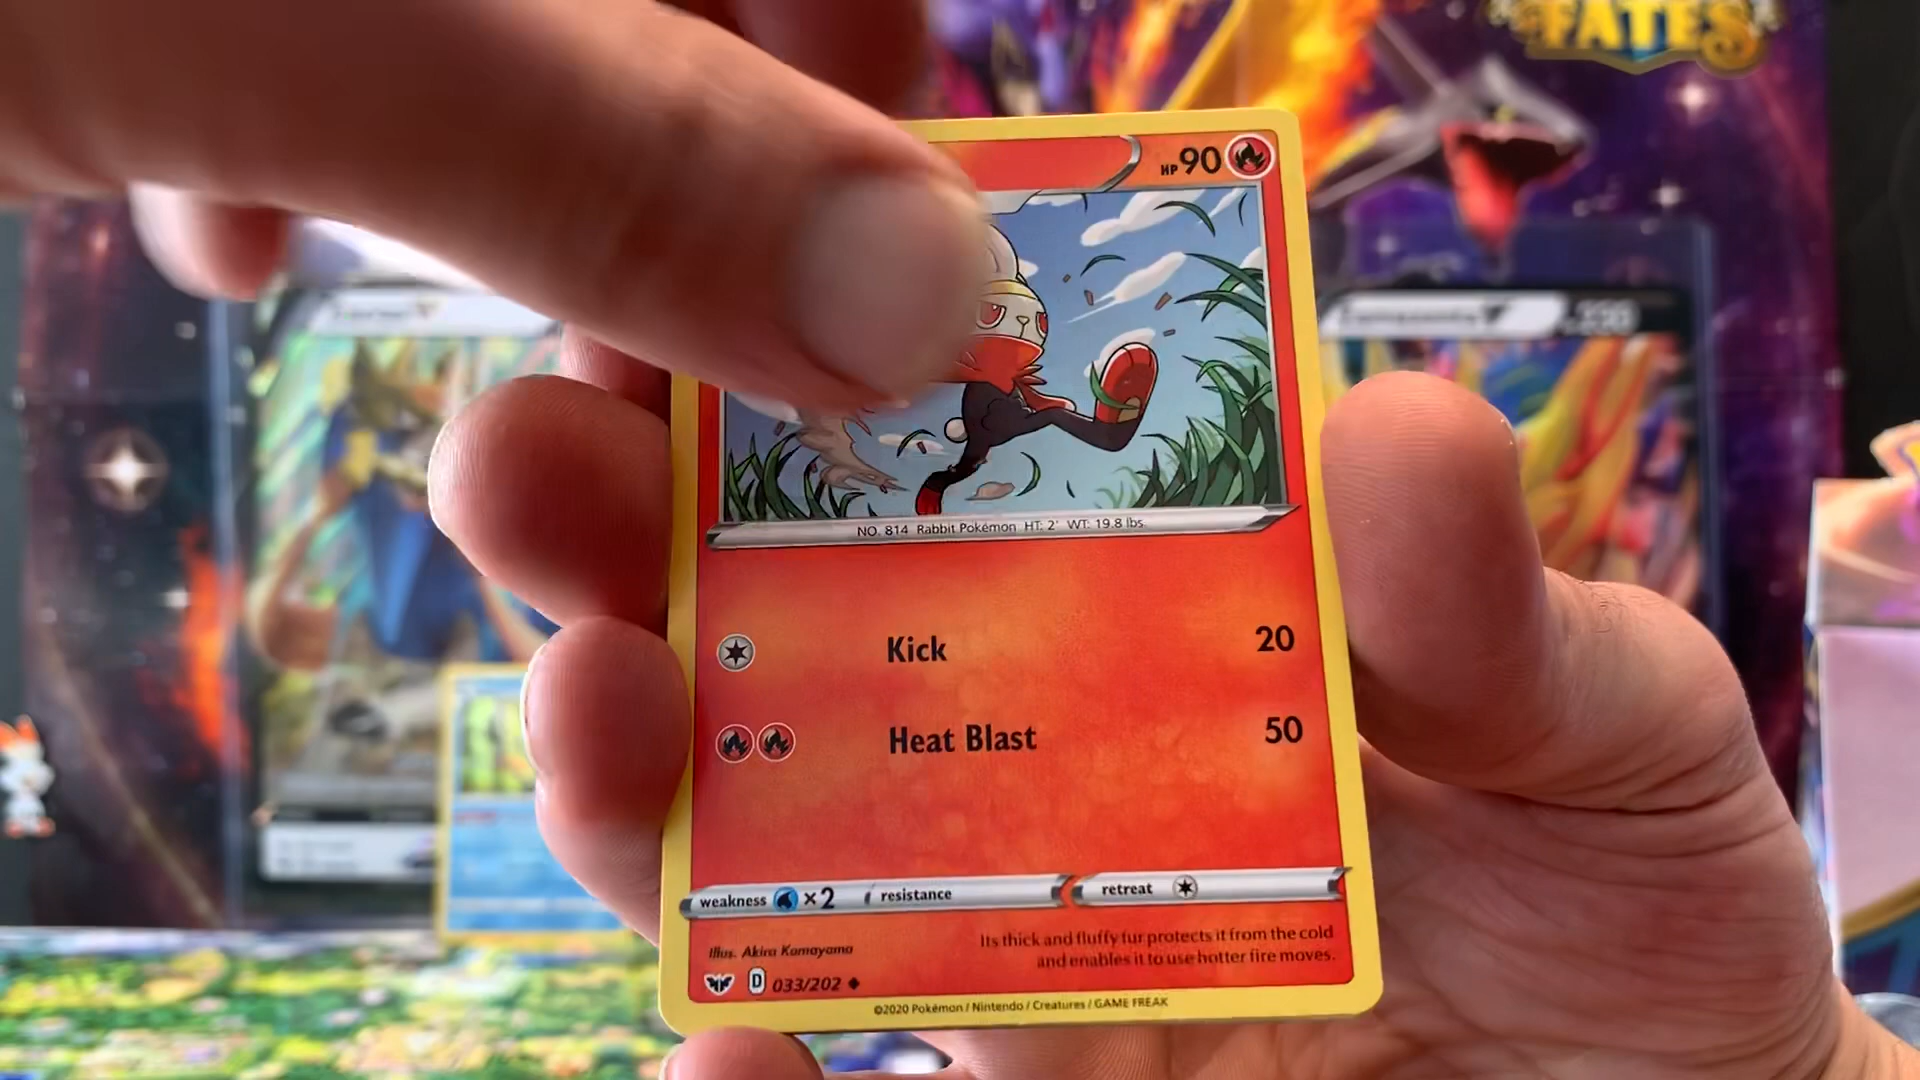 FATES
HP 90
NO. 814 Rabbit Pokémon HT: 2' WT: 19.8 lbs.
Kick 20
Heat Blast 50
weakness ×2 resistance retreat
Illus. Akira Komayama
Its thick and fluffy fur protects it from the cold
and enables it to use hotter fire moves.
D 033/202
©2020 Pokémon / Nintendo / Creatures / GAME FREAK